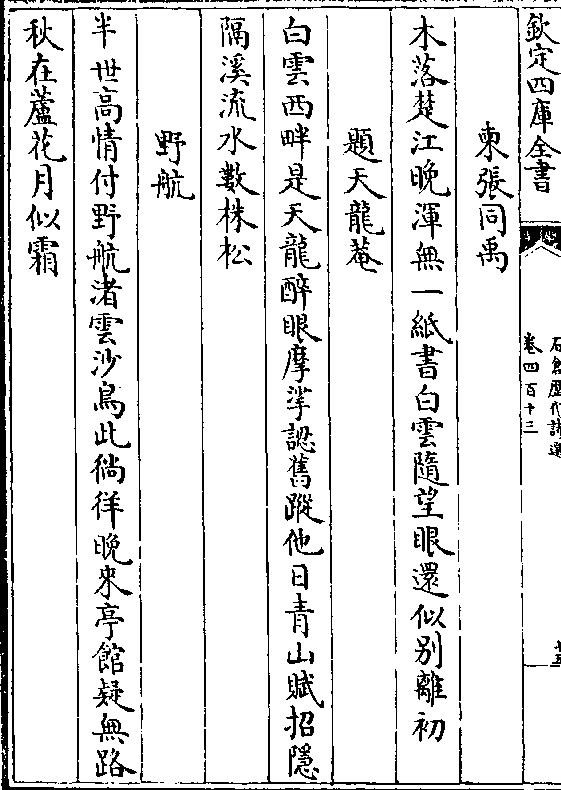 欽定四庫全書
石倉歴代詩選
卷四百十三
柬張同禹
木落楚江晚渾無一紙書白雲隨望眼還似别離初
題天龍菴
白雲西畔是天龍醉眼摩挲認舊蹤他日青山賦招隱
隔溪流水數株松
野航
半世高情付野航渚雲沙鳥此徜徉晚來亭館疑無路
秋在蘆花月似霜